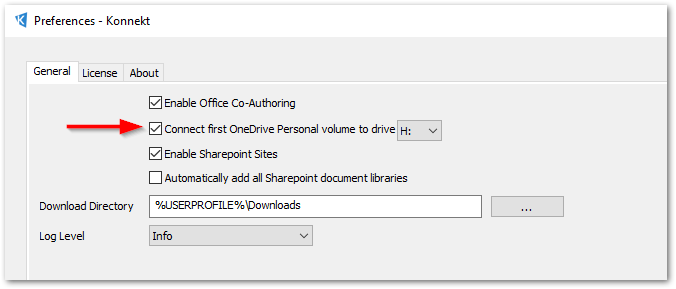 Preferences - Konnekt
General License About
Enable Office Co-Authoring
Connect first OneDrive Personal volume to drive H:
Enable Sharepoint Sites
Automatically add all Sharepoint document libraries
Download Directory %USERPROFILE%\Downloads ...
Log Level Info